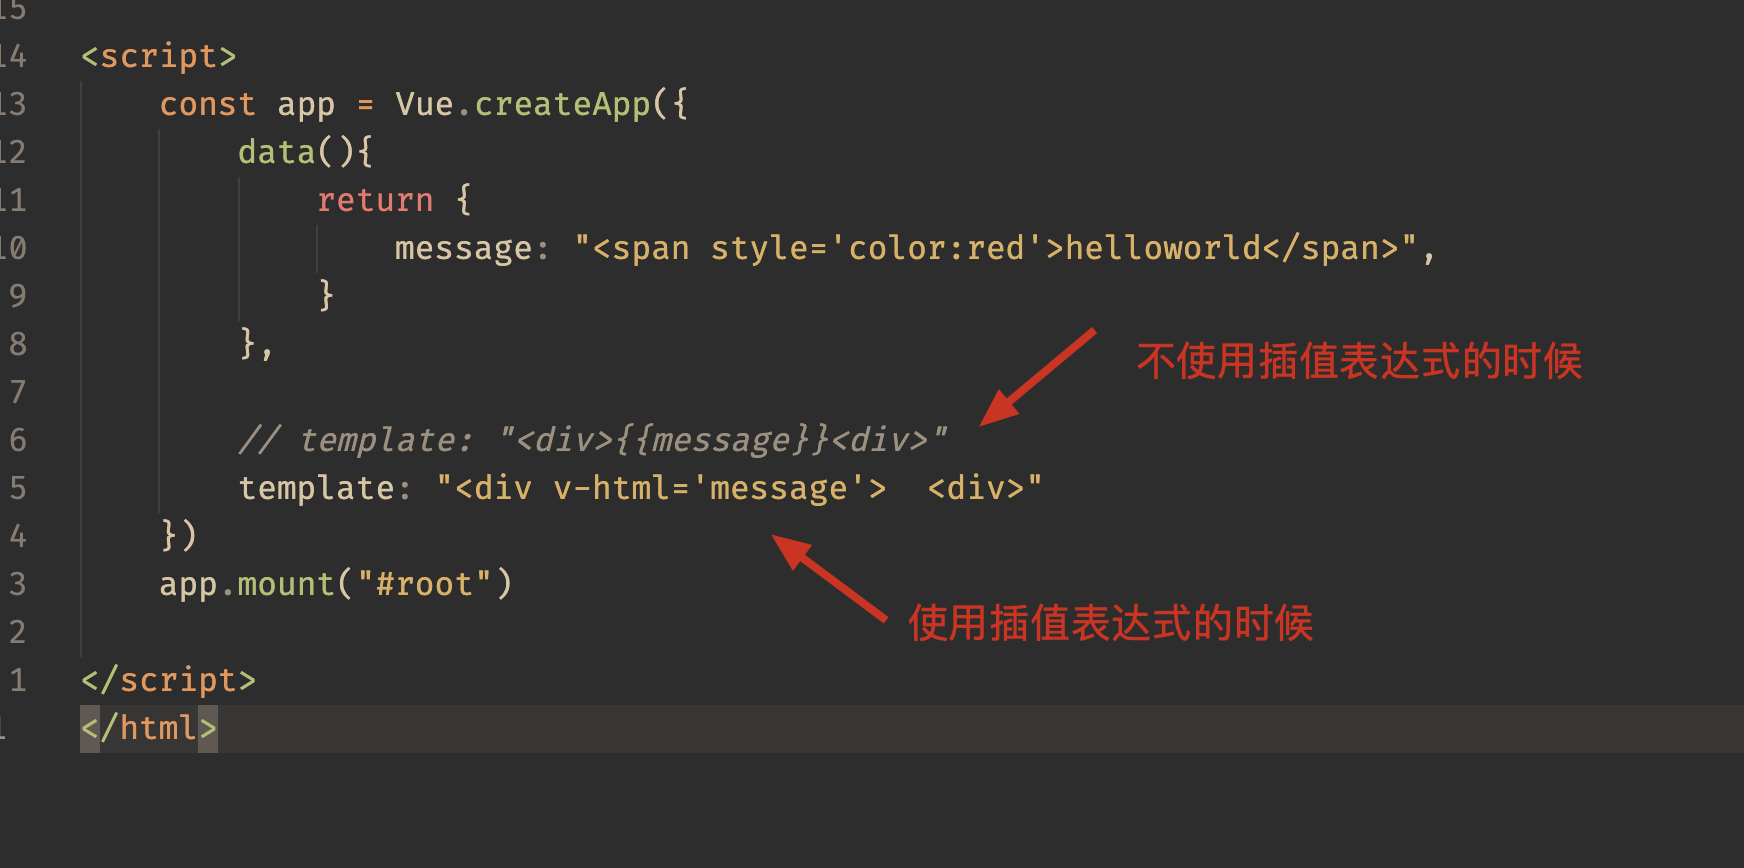 15
14 <script>
13 const app = Vue.createApp({
12 data(){
11 return {
10 message: "<span style='color:red'>helloworld</span>",
9 }
8 },
不使用插值表达式的时候
7
6 // template: "<div>{{message}}<div>"
5 template: "<div v-html='message'>  <div>"
4 })
3 app.mount("#root")
使用插值表达式的时候
2
1 </script>
</html>